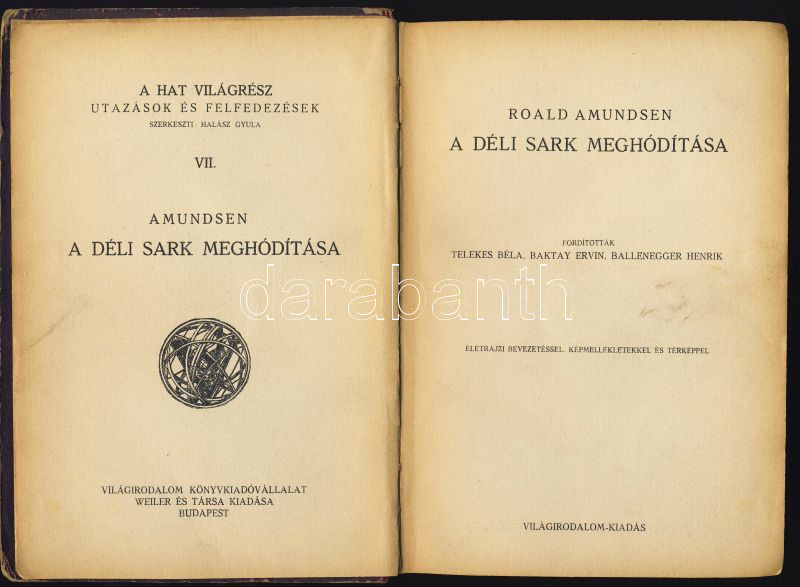 A HAT VILÁGRÉSZ
UTAZÁSOK ÉS FELFEDEZÉSEK
SZERKESZTI: HALÁSZ GYULA
VII.
AMUNDSEN
A DÉLI SARK MEGHÓDÍTÁSA
VILÁGIRODALOM KÖNYVKIADÓVÁLLALAT
WEILER ÉS TÁRSA KIADÁSA
BUDAPEST
ROALD AMUNDSEN
A DÉLI SARK MEGHÓDÍTÁSA
FORDÍTOTTÁK
TELEKES BÉLA, BAKTAY ERVIN, BALLENEGGER HENRIK
ÉLETRAJZI BEVEZETÉSSEL, KÉPMELLÉKLETEKKEL ÉS TÉRKÉPPEL
VILÁGIRODALOM-KIADÁS
darabanth